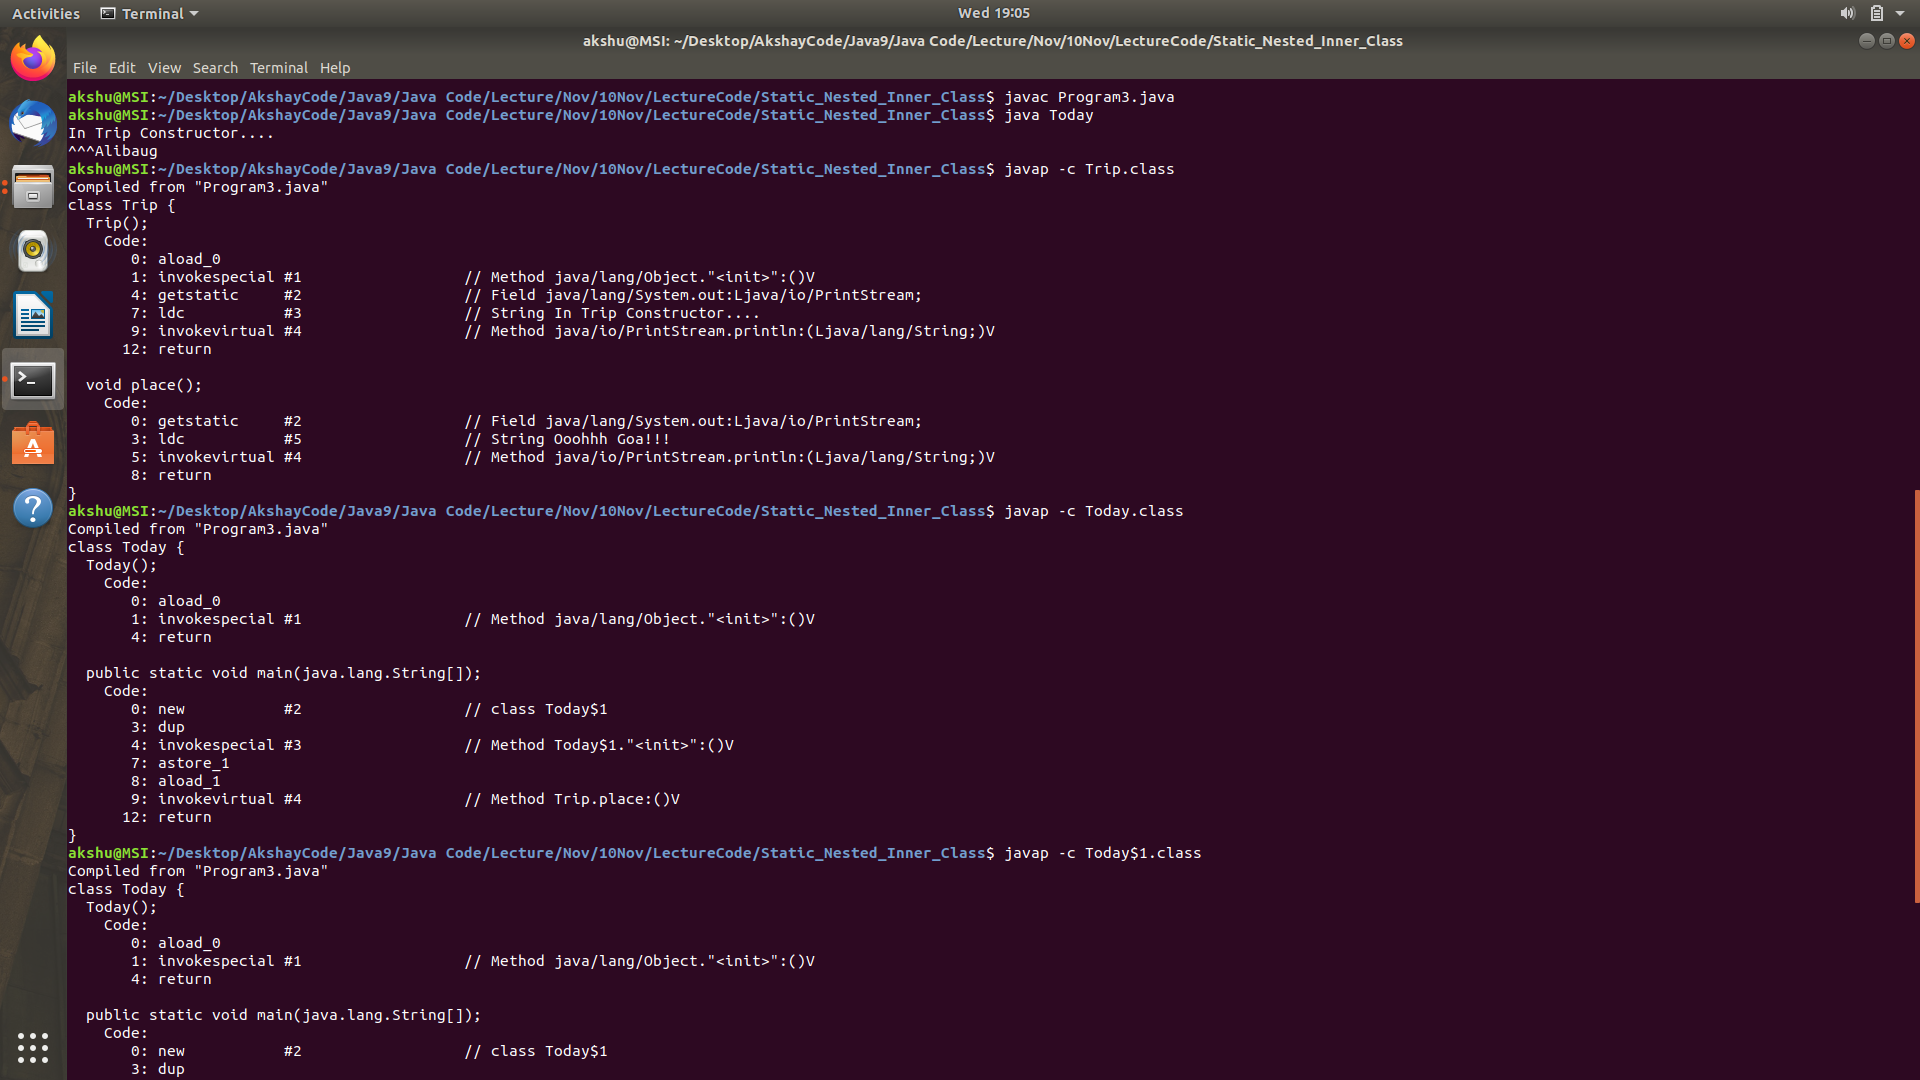 Activities Terminal Wed 19:05
akshu@MSI: ~/Desktop/AkshayCode/Java9/Java Code/Lecture/Nov/10Nov/LectureCode/Static_Nested_Inner_Class
File Edit View Search Terminal Help
akshu@MSI:~/Desktop/AkshayCode/Java9/Java Code/Lecture/Nov/10Nov/LectureCode/Static_Nested_Inner_Class$ javac Program3.java
akshu@MSI:~/Desktop/AkshayCode/Java9/Java Code/Lecture/Nov/10Nov/LectureCode/Static_Nested_Inner_Class$ java Today
In Trip Constructor....
^^^Alibaug
akshu@MSI:~/Desktop/AkshayCode/Java9/Java Code/Lecture/Nov/10Nov/LectureCode/Static_Nested_Inner_Class$ javap -c Trip.class
Compiled from "Program3.java"
class Trip {
  Trip();
    Code:
       0: aload_0
       1: invokespecial #1                  // Method java/lang/Object."<init>":()V
       4: getstatic     #2                  // Field java/lang/System.out:Ljava/io/PrintStream;
       7: ldc           #3                  // String In Trip Constructor....
       9: invokevirtual #4                  // Method java/io/PrintStream.println:(Ljava/lang/String;)V
      12: return
  void place();
    Code:
       0: getstatic     #2                  // Field java/lang/System.out:Ljava/io/PrintStream;
       3: ldc           #5                  // String Ooohhh Goa!!!
       5: invokevirtual #4                  // Method java/io/PrintStream.println:(Ljava/lang/String;)V
       8: return
}
akshu@MSI:~/Desktop/AkshayCode/Java9/Java Code/Lecture/Nov/10Nov/LectureCode/Static_Nested_Inner_Class$ javap -c Today.class
Compiled from "Program3.java"
class Today {
  Today();
    Code:
       0: aload_0
       1: invokespecial #1                  // Method java/lang/Object."<init>":()V
       4: return
  public static void main(java.lang.String[]);
    Code:
       0: new           #2                  // class Today$1
       3: dup
       4: invokespecial #3                  // Method Today$1."<init>":()V
       7: astore_1
       8: aload_1
       9: invokevirtual #4                  // Method Trip.place:()V
      12: return
}
akshu@MSI:~/Desktop/AkshayCode/Java9/Java Code/Lecture/Nov/10Nov/LectureCode/Static_Nested_Inner_Class$ javap -c Today$1.class
Compiled from "Program3.java"
class Today {
  Today();
    Code:
       0: aload_0
       1: invokespecial #1                  // Method java/lang/Object."<init>":()V
       4: return
  public static void main(java.lang.String[]);
    Code:
       0: new           #2                  // class Today$1
       3: dup